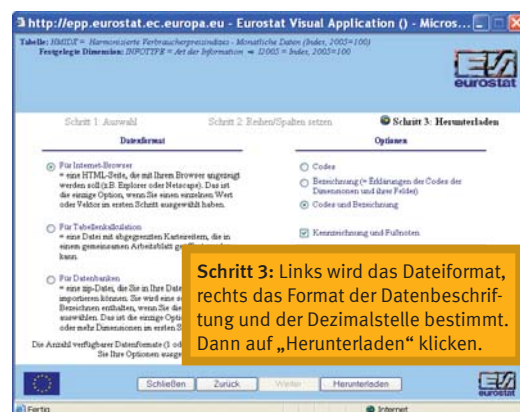 http://epp.eurostat.ec.europa.eu - Eurostat Visual Application () - Micros...
Tabelle: HMIDX = Harmonisierte Verbraucherpreisindizes - Monatliche Daten (Index, 2005=100)
Festgelegte Dimension: INFOTYPE = Art der Information ⇒ I2005 = Index, 2005=100
eurostat
Schritt 1: Auswahl
Schritt 2: Reihen/Spalten setzen
Schritt 3: Herunterladen
Datenformat
Für Internet-Browser
= eine HTML-Seite, die mit Ihrem Browser angezeigt
werden soll (z.B. Explorer oder Netscape). Das ist
die einzige Option, wenn Sie einen einzelnen Wert
oder Vektor im ersten Schritt ausgewählt haben.
Für Tabellenkalkulation
= eine Datei mit abgegrenzten Karteireitern, die in
einem gemeinsamen Arbeitsblatt
kann.
Für Datenbanken
= eine zip-Datei, die Sie in Ihre Date
importieren können. Sie wird eine
Bezeichnen enthalten, wenn Sie die
auswählen. Das ist die einzige Opti
oder mehr Dimensionen im ersten S
Die Anzahl verfügbarer Datenformate (1 od
Sie Ihre Optionen ausge
Optionen
Codes
Bezeichnung (= Erklärungen der Codes der
Dimensionen und ihrer Felder)
Codes und Bezeichnung
Kennzeichnung und Fußnoten
Schritt 3: Links wird das Dateiformat,
rechts das Format der Datenbeschrif-
tung und der Dezimalstelle bestimmt.
Dann auf „Herunterladen“ klicken.
Schließen
Zurück
Weiter
Herunterladen
eurostat
Fertig
Internet